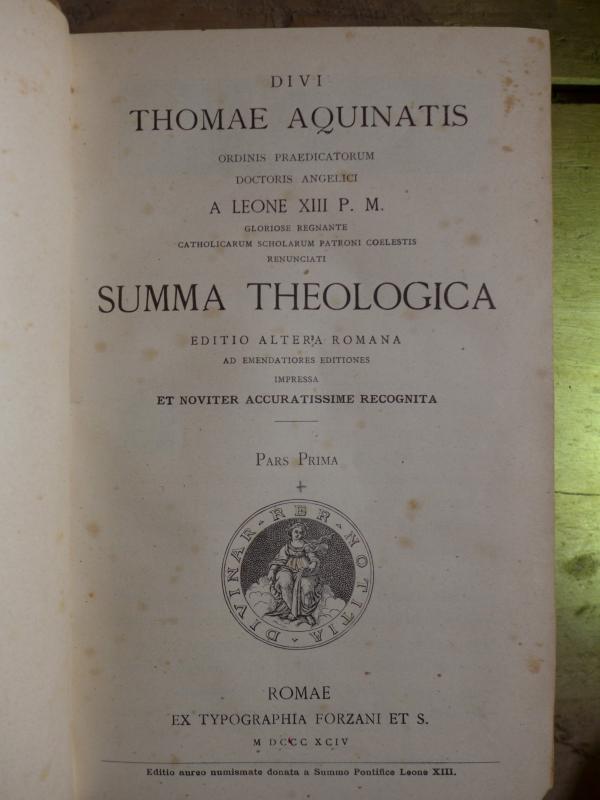 DIVI
THOMAE AQUINATIS
ORDINIS PRAEDICATORUM
DOCTORIS ANGELICI
A LEONE XIII P. M.
GLORIOSE REGNANTE
CATHOLICARUM SCHOLARUM PATRONI COELESTIS
RENUNCIATI
SUMMA THEOLOGICA
EDITIO ALTERA ROMANA
AD EMENDATIORES EDITIONES
IMPRESSA
ET NOVITER ACCURATISSIME RECOGNITA
PARS PRIMA
DIVINAR · RER · NOTITIA
ROMAE
EX TYPOGRAPHIA FORZANI ET S.
M DCCC XCIV
Editio aureo numismate donata a Summo Pontifice Leone XIII.